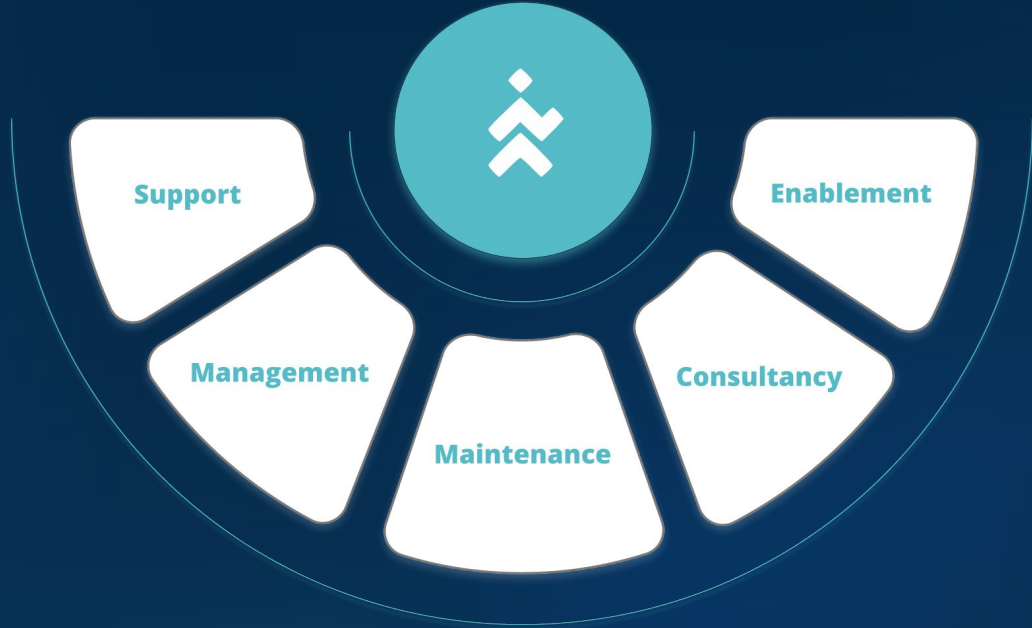 Support
Management
Maintenance
Consultancy
Enablement